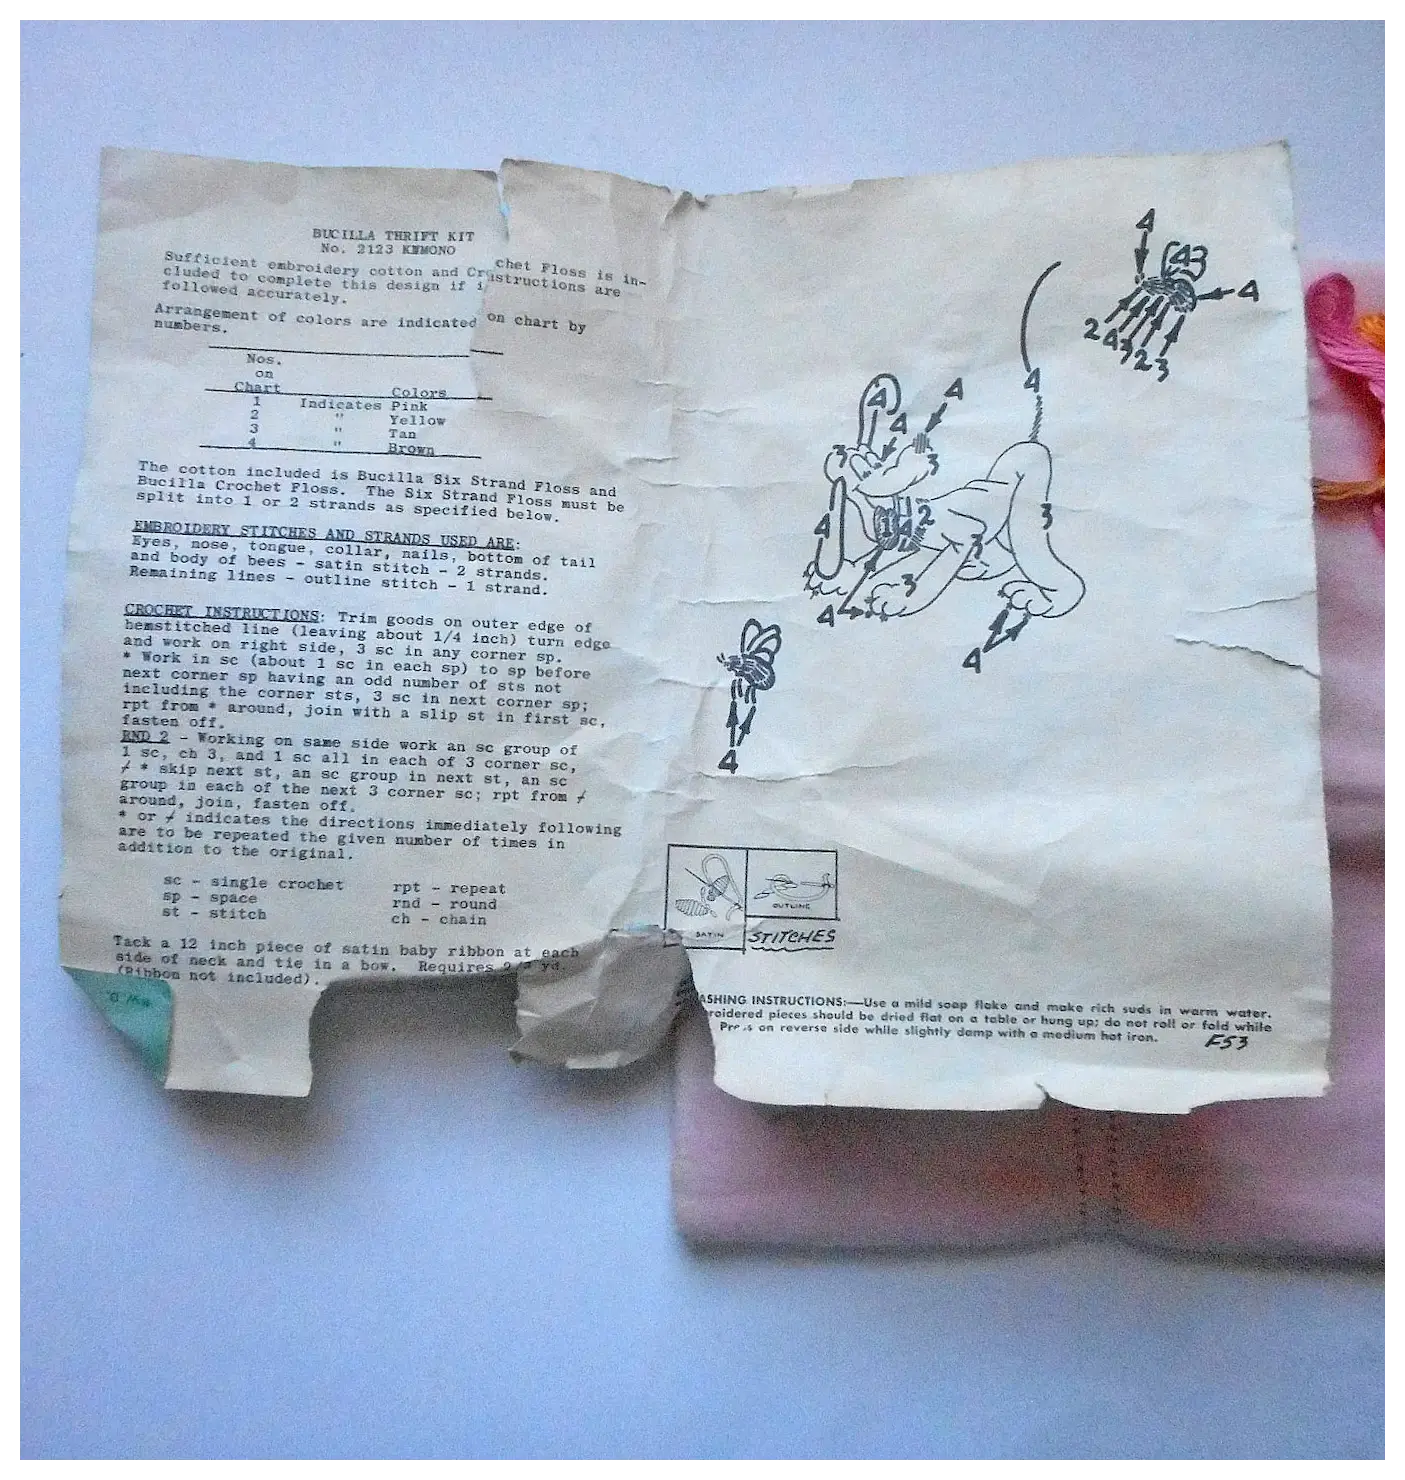 BUCILLA THRIFT KIT
No. 2123 KIMONO
Sufficient embroidery cotton and Crochet Floss is in-
cluded to complete this design if instructions are
followed accurately.
Arrangement of colors are indicated on chart by
numbers.
Nos.
on
Chart Colors
1 Indicates Pink
2 " Yellow
3 " Tan
4 " Brown
The cotton included is Bucilla Six Strand Floss and
Bucilla Crochet Floss. The Six Strand Floss must be
split into 1 or 2 strands as specified below.
EMBROIDERY STITCHES AND STRANDS USED ARE:
Eyes, nose, tongue, collar, nails, bottom of tail
and body of bees - satin stitch - 2 strands.
Remaining lines - outline stitch - 1 strand.
CROCHET INSTRUCTIONS: Trim goods on outer edge of
hemstitched line (leaving about 1/4 inch) turn edge
and work on right side, 3 sc in any corner sp.
* Work in sc (about 1 sc in each sp) to sp before
next corner sp having an odd number of sts not
including the corner sts, 3 sc in next corner sp;
rpt from * around, join with a slip st in first sc,
fasten off.
RND 2 - Working on same side work an sc group of
1 sc, ch 3, and 1 sc all in each of 3 corner sc,
≠ * skip next st, an sc group in next st, an sc
group in each of the next 3 corner sc; rpt from ≠
around, join, fasten off.
* or ≠ indicates the directions immediately following
are to be repeated the given number of times in
addition to the original.
sc - single crochet rpt - repeat
sp - space rnd - round
st - stitch ch - chain
Tack a 12 inch piece of satin baby ribbon at each
side of neck and tie in a bow. Requires yd.
(Ribbon not included).
4
43
4
2 4 3 2 3
4
4 4 4
3 3
4 1 4 2 3
3
3
4
4
4
SATIN OUTLINE
STITCHES
ASHING INSTRUCTIONS:—Use a mild soap flake and make rich suds in warm water.
roidered pieces should be dried flat on a table or hung up; do not roll or fold while
Press on reverse side while slightly damp with a medium hot iron.
F53